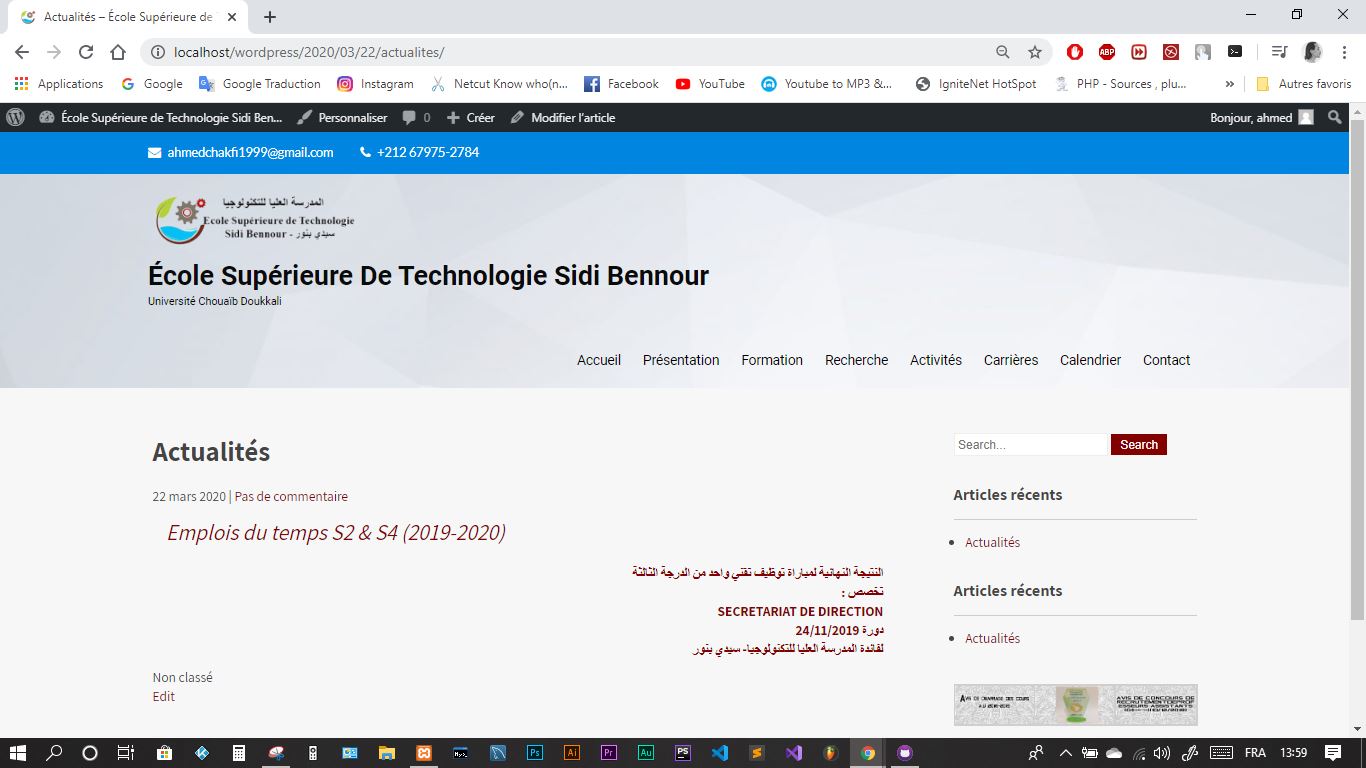 Actualités – École Supérieure de
localhost/wordpress/2020/03/22/actualites/
Applications Google Google Traduction Instagram Netcut Know who(n... Facebook YouTube Youtube to MP3 &... IgniteNet HotSpot PHP - Sources , plu... » Autres favoris
École Supérieure de Technologie Sidi Ben... Personnaliser 0 Créer Modifier l'article Bonjour, ahmed
ahmedchakfi1999@gmail.com +212 67975-2784
المدرسة العليا للتكنولوجيا
Ecole Supérieure de Technologie
Sidi Bennour - سيدي بنور
École Supérieure De Technologie Sidi Bennour
Université Chouaïb Doukkali
Accueil Présentation Formation Recherche Activités Carrières Calendrier Contact
Actualités
22 mars 2020 | Pas de commentaire
Emplois du temps S2 & S4 (2019-2020)
النتيجة النهائية لمباراة توظيف تقني واحد من الدرجة الثالثة
تخصص :
SECRETARIAT DE DIRECTION
دورة 24/11/2019
لفائدة المدرسة العليا للتكنولوجيا- سيدي بنور
Non classé
Edit
Search... Search
Articles récents
Actualités
Articles récents
Actualités
AVIS DE CONCOURS DE
FRA 13:59